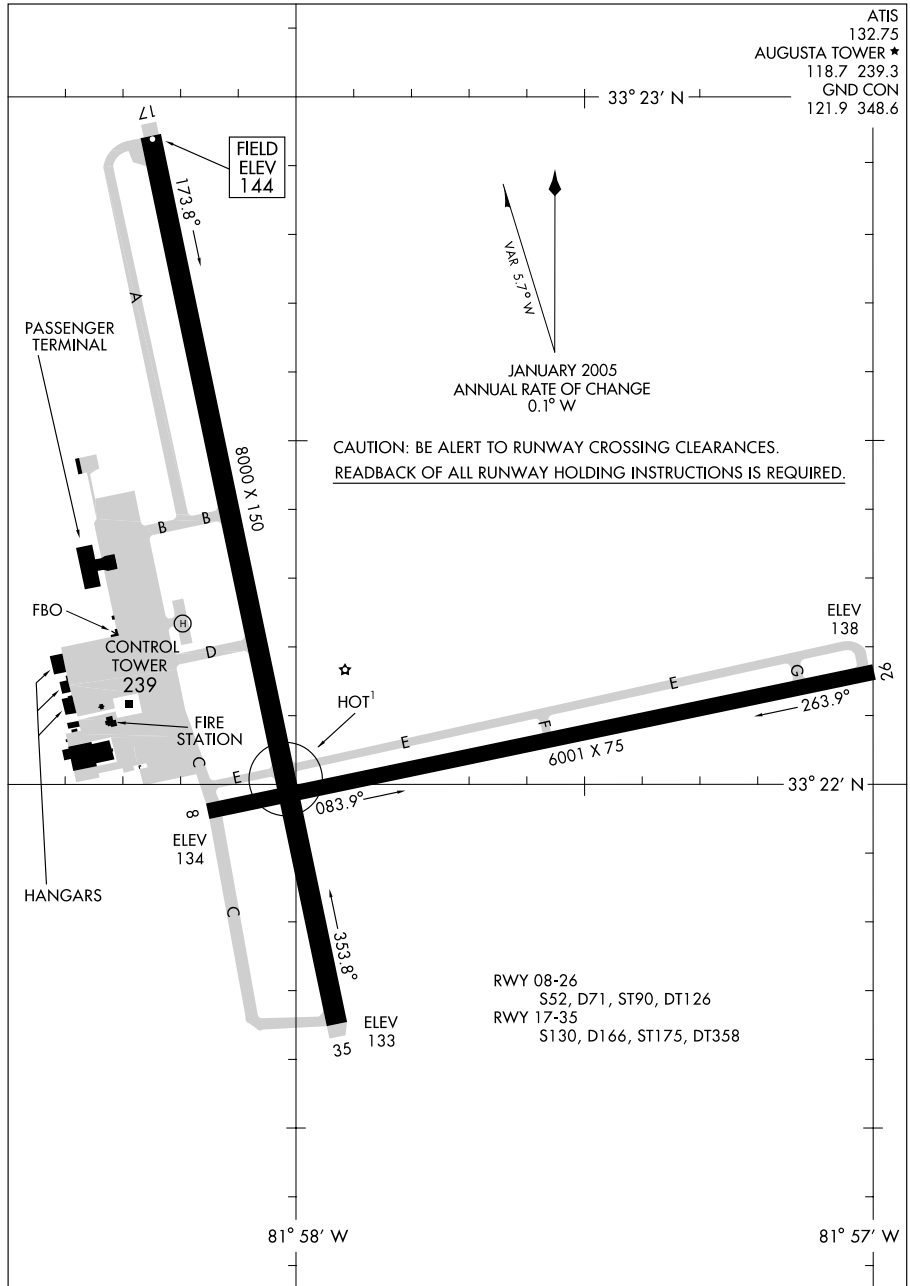 ATIS
132.75
AUGUSTA TOWER ★
118.7 239.3
GND CON
121.9 348.6
33° 23' N
17
FIELD
ELEV
144
173.8°
VAR 5.7° W
A
PASSENGER
TERMINAL
JANUARY 2005
ANNUAL RATE OF CHANGE
0.1° W
CAUTION: BE ALERT TO RUNWAY CROSSING CLEARANCES.
READBACK OF ALL RUNWAY HOLDING INSTRUCTIONS IS REQUIRED.
8000 X 150
B
B
FBO
H
CONTROL
TOWER
239
D
ELEV
138
26
HOT¹
E
G
263.9°
FIRE
STATION
C
E
E
F
6001 X 75
33° 22' N
8
083.9°
ELEV
134
HANGARS
C
353.8°
RWY 08-26
S52, D71, ST90, DT126
RWY 17-35
S130, D166, ST175, DT358
35
ELEV
133
81° 58' W
81° 57' W